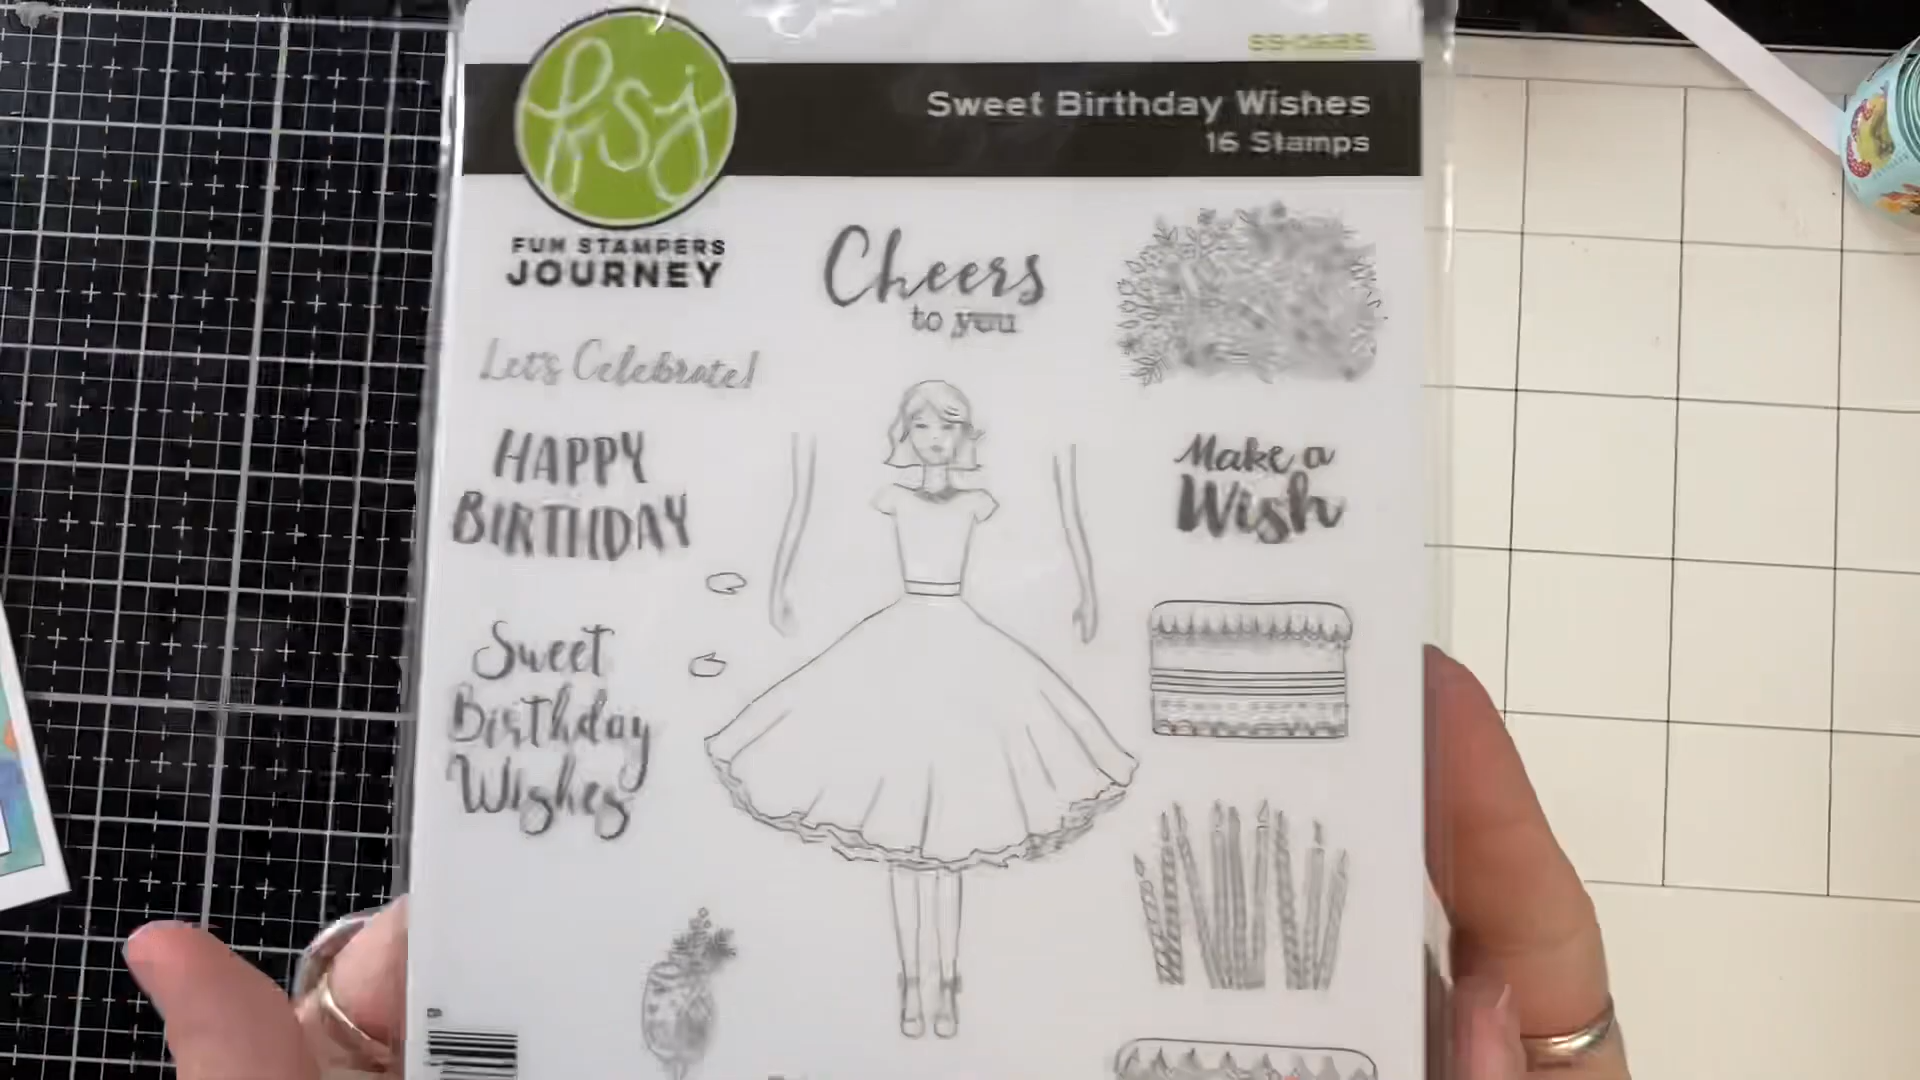 fsj
Sweet Birthday Wishes
16 Stamps
FUN STAMPERS
JOURNEY
Cheers
to you
Let's Celebrate!
HAPPY
BIRTHDAY
Make a
Wish
Sweet
Birthday
Wishes